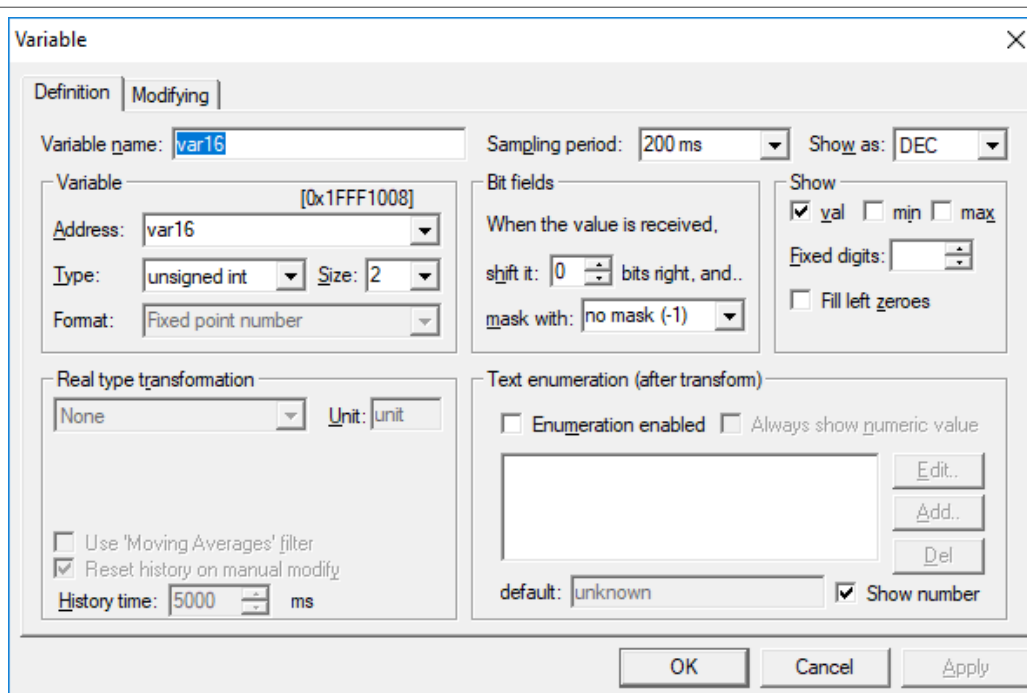 Variable
Definition Modifying
Variable name: var16 Sampling period: 200 ms Show as: DEC
Variable
[0x1FFF1008]
Address: var16
Type: unsigned int Size: 2
Format: Fixed point number
Bit fields
When the value is received,
shift it: 0 bits right, and..
mask with: no mask (-1)
Show
val min max
Fixed digits:
Fill left zeroes
Real type transformation
None Unit: unit
Use 'Moving Averages' filter
Reset history on manual modify
History time: 5000 ms
Text enumeration (after transform)
Enumeration enabled Always show numeric value
Edit..
Add..
Del
default: unknown Show number
OK Cancel Apply